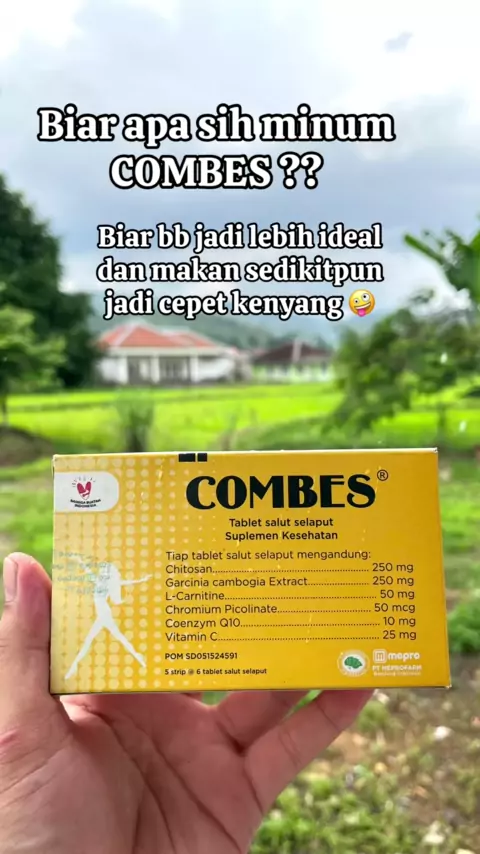 Biar apa sih minum
COMBES ??
Biar bb jadi lebih ideal
dan makan sedikitpun
jadi cepet kenyang 🤪
COMBES®
Tablet salut selaput
Suplemen Kesehatan
Tiap tablet salut selaput mengandung:
Chitosan.......................................... 250 mg
Garcinia cambogia Extract............... 250 mg
L-Carnitine....................................... 50 mg
Chromium Picolinate........................ 50 mcg
Coenzym Q10................................... 10 mg
Vitamin C......................................... 25 mg
POM SD051524591
5 strip @ 6 tablet salut selaput
mepro
PT MEPROFARM